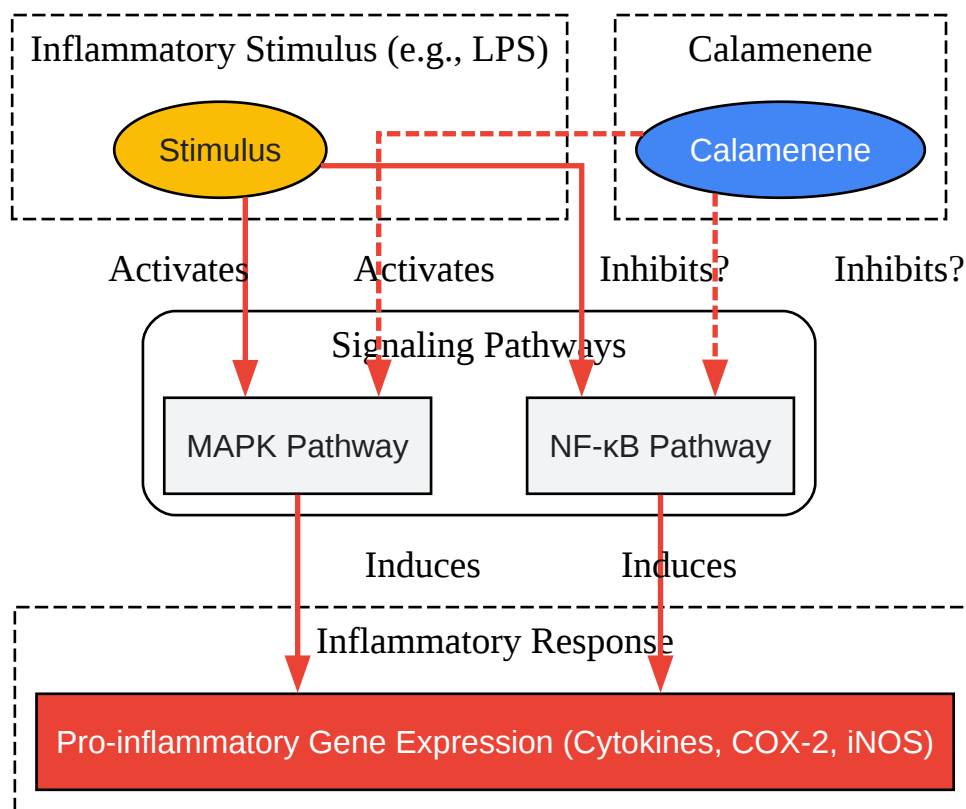 Inflammatory Stimulus (e.g., LPS)
Calamenene
Stimulus
Calamenene
Activates
Activates
Inhibits?
Inhibits?
Signaling Pathways
MAPK Pathway
NF-κB Pathway
Induces
Induces
Inflammatory Response
Pro-inflammatory Gene Expression (Cytokines, COX-2, iNOS)